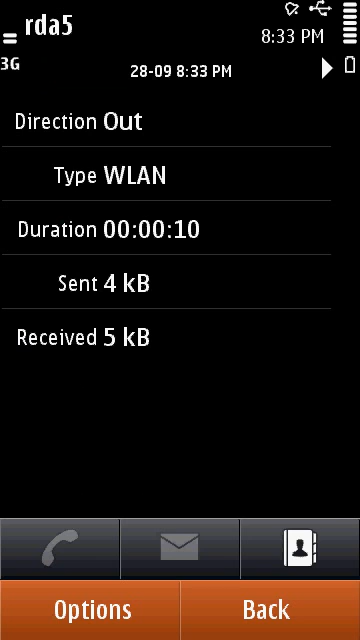 rda5
8:33 PM
3G
28-09 8:33 PM
Direction Out
Type WLAN
Duration 00:00:10
Sent 4 kB
Received 5 kB
Options Back